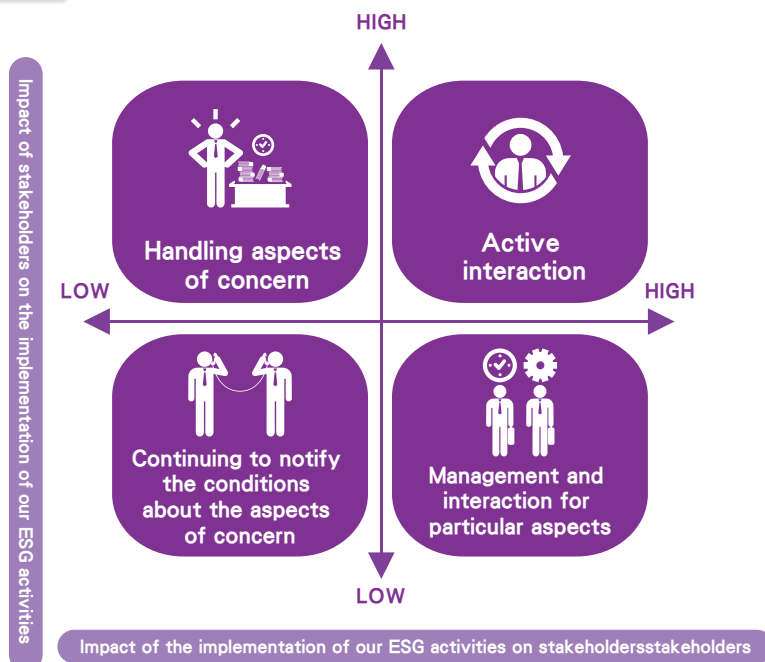 HIGH
Impact of stakeholders on the implementation of our ESG activities
Handling aspects
of concern
Active
interaction
LOW
HIGH
Continuing to notify
the conditions
about the aspects
of concern
Management and
interaction for
particular aspects
LOW
Impact of the implementation of our ESG activities on stakeholdersstakeholders